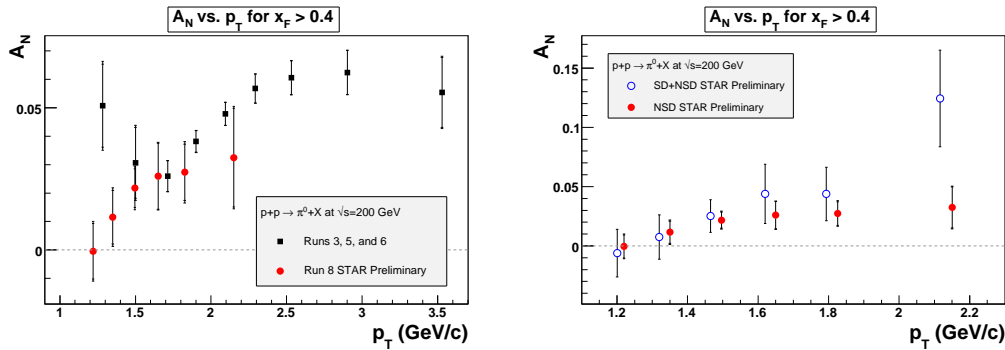 A_N vs. p_T for x_F > 0.4
A_N
0.05
0
p+p → π⁰+X at √s=200 GeV
Runs 3, 5, and 6
Run 8 STAR Preliminary
1 1.5 2 2.5 3 3.5
p_T (GeV/c)
A_N vs. p_T for x_F > 0.4
A_N
p+p → π⁰+X at √s=200 GeV
SD+NSD STAR Preliminary
NSD STAR Preliminary
0.15
0.1
0.05
0
1.2 1.4 1.6 1.8 2 2.2
p_T (GeV/c)